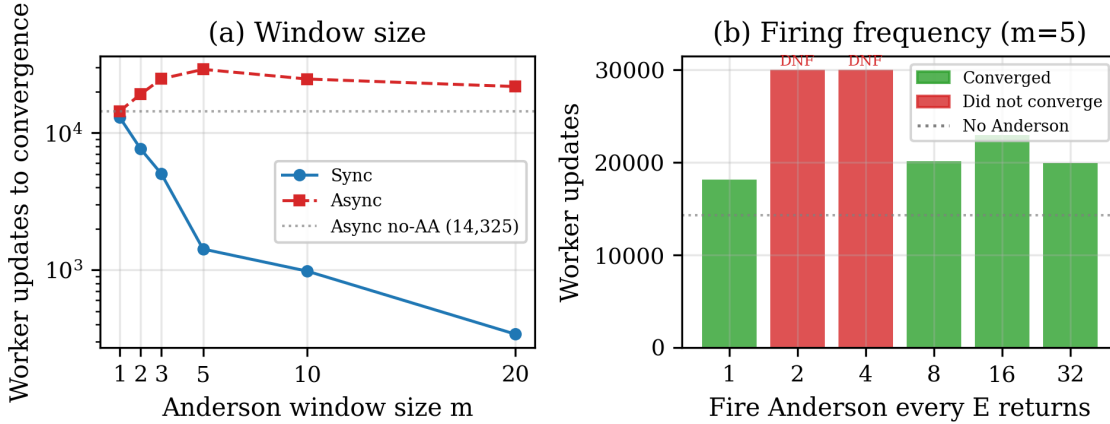 (a) Window size
Worker updates to convergence
10^4
10^3
Sync
Async
Async no-AA (14,325)
1 2 3 5 10 20
Anderson window size m
(b) Firing frequency (m=5)
Worker updates
30000
20000
10000
0
DNF DNF
Converged
Did not converge
No Anderson
1 2 4 8 16 32
Fire Anderson every E returns